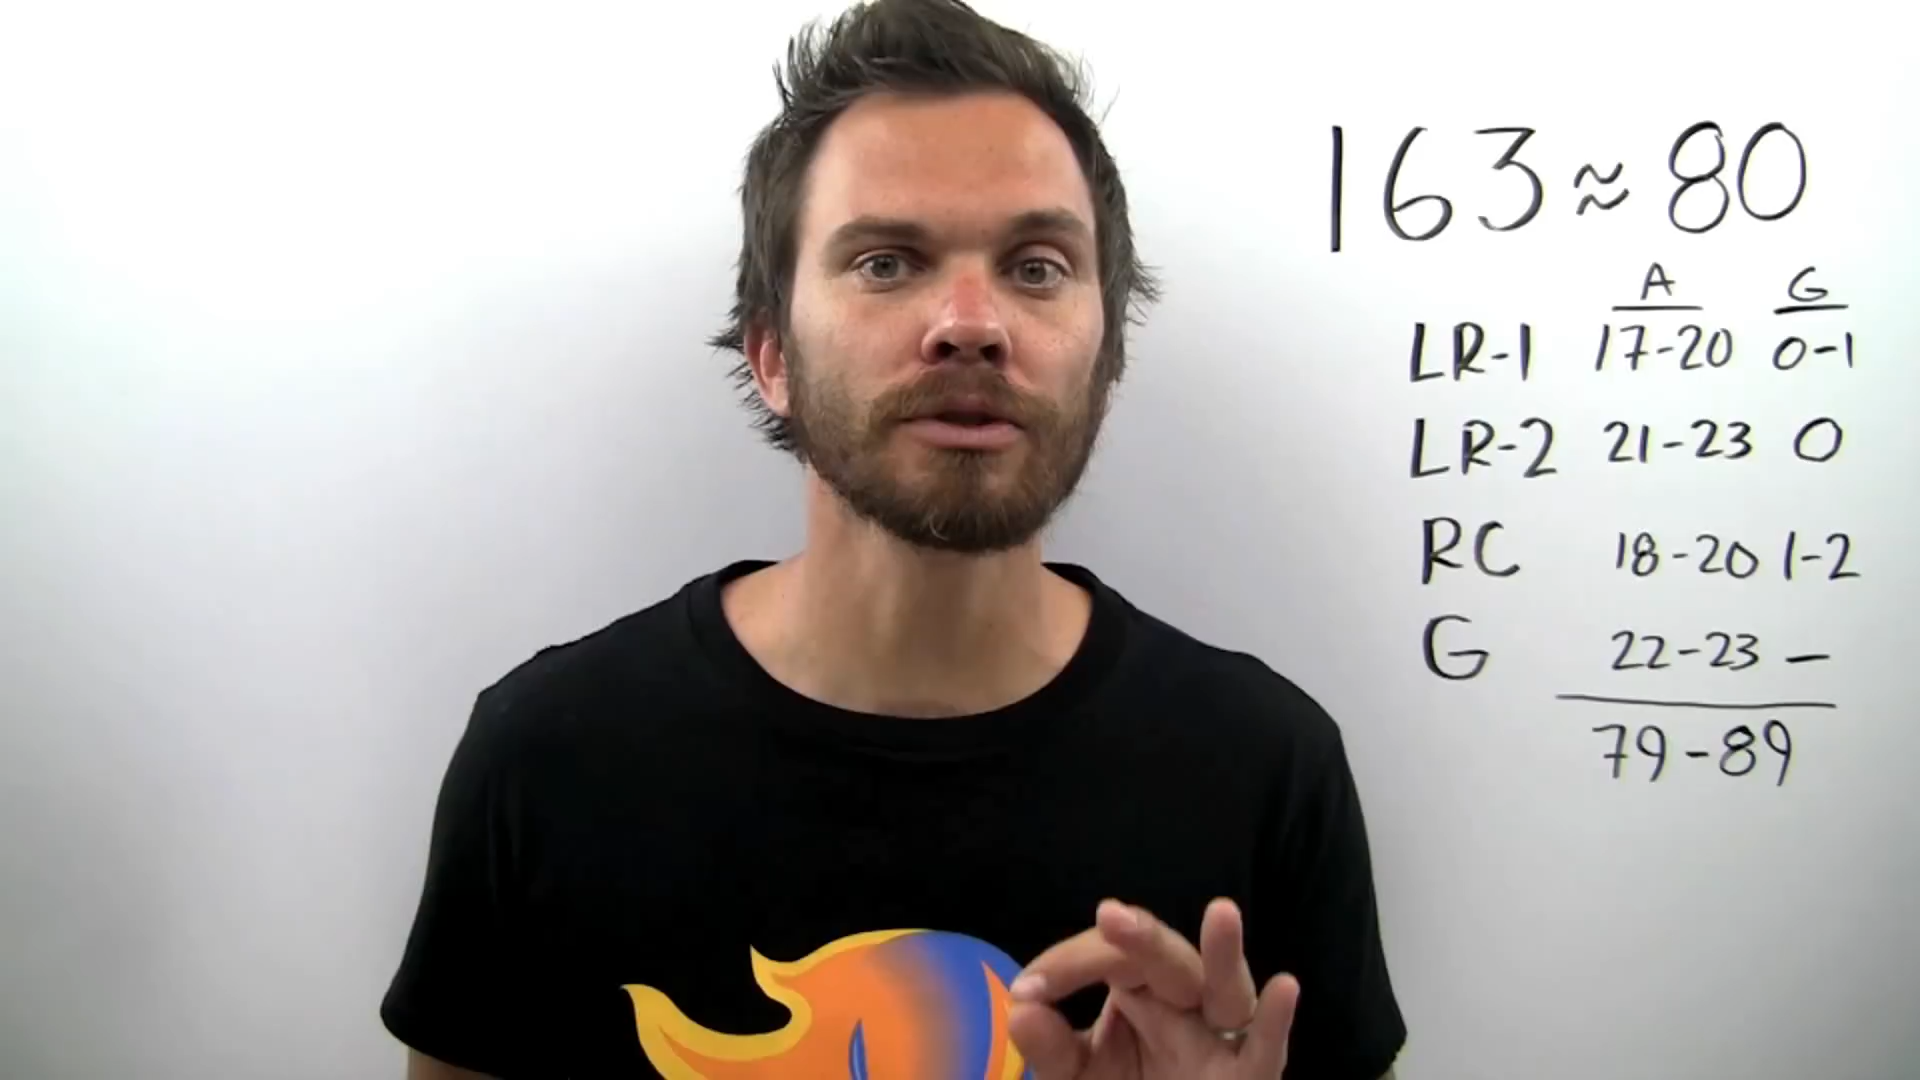 163 ≈ 80
A G
LR-1 17-20 0-1
LR-2 21-23 0
RC 18-20 1-2
G 22-23 –
79-89